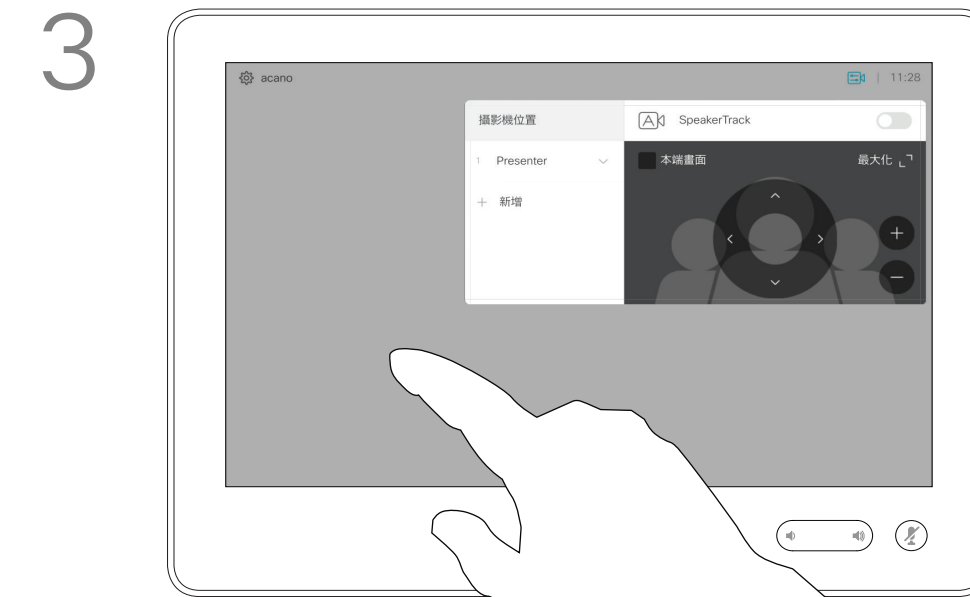 3
acano
11:28
攝影機位置
SpeakerTrack
1 Presenter
本端畫面
最大化
+ 新增